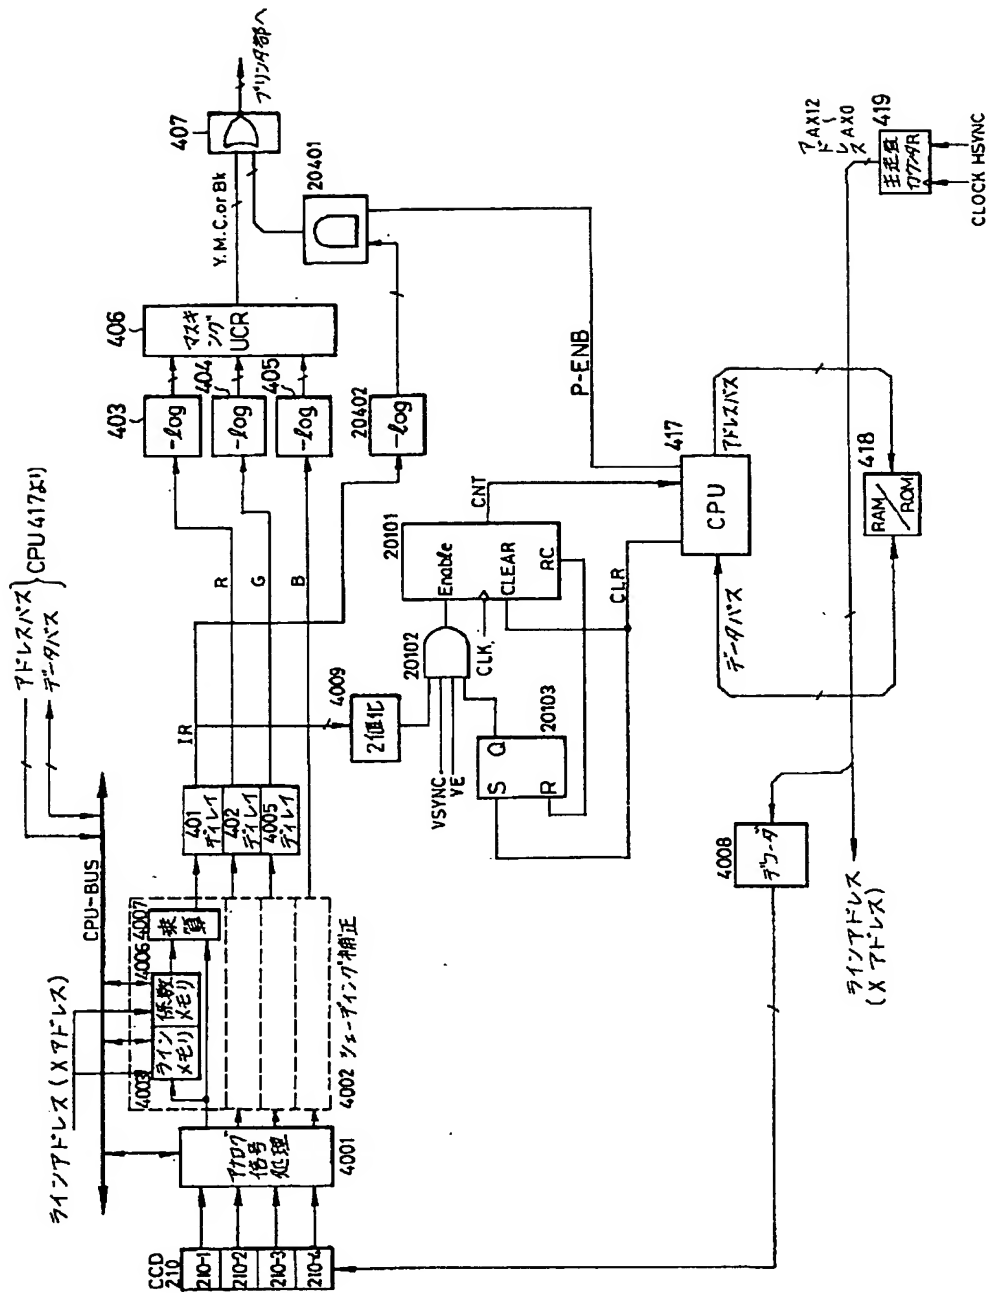 CCD
210
210-1
210-2
210-3
210-4
アナログ
信号
処理
4001
ラインアドレス (X アドレス)
CPU-BUS
アドレスバス
データバス
CPU 417より
4003
ライン
メモリ
4006
係数
メモリ
4007
乗
算
4002 シェーディング補正
401
ディレイ
402
ディレイ
4005
ディレイ
IR
R
G
B
4009
2値化
403
-log
404
-log
405
-log
20402
-log
406
マスキ
ング
UCR
Y.M.C.or Bk
407
プリンタ部へ
20401
P-ENB
VSYNC
YE
20102
CLK
20103
S
Q
R
20101
Enable
CLEAR
RC
CNT
CLR
417
CPU
アドレスバス
データバス
418
RAM/
ROM
4008
デコーダ
ラインアドレス
(X アドレス)
ア AX12
ド 〜
レ AX0
ス
419
主走査
カウンタR
CLOCK HSYNC